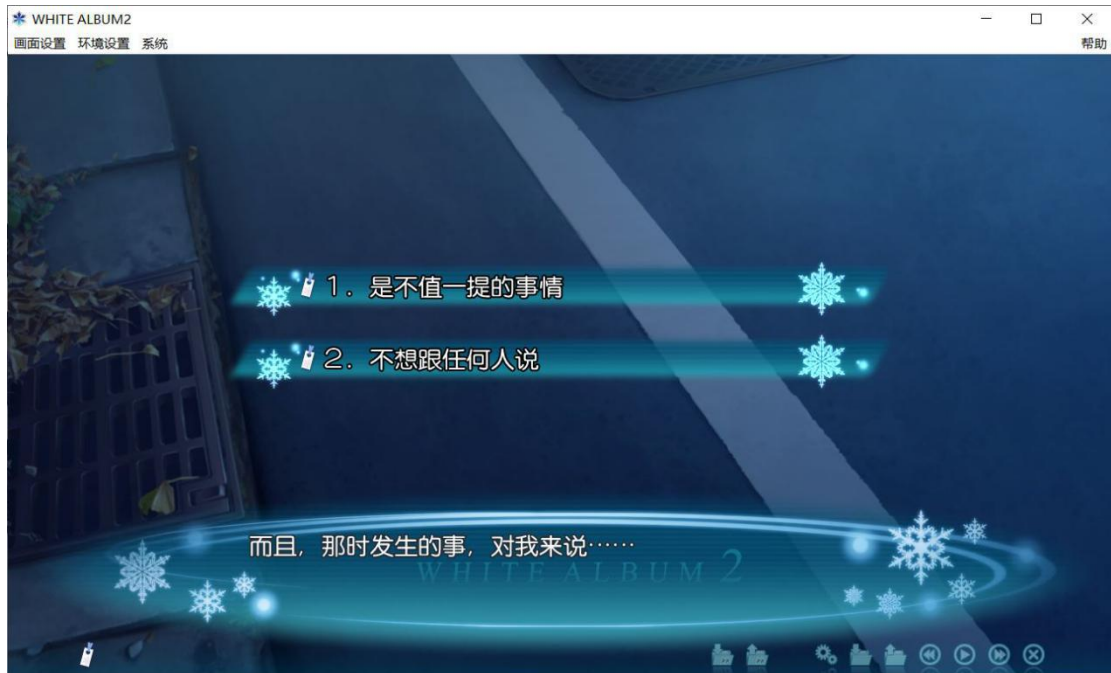 WHITE ALBUM2
画面设置 环境设置 系统 帮助
1. 是不值一提的事情
2. 不想跟任何人说
而且, 那时发生的事, 对我来说……
WHITE ALBUM 2